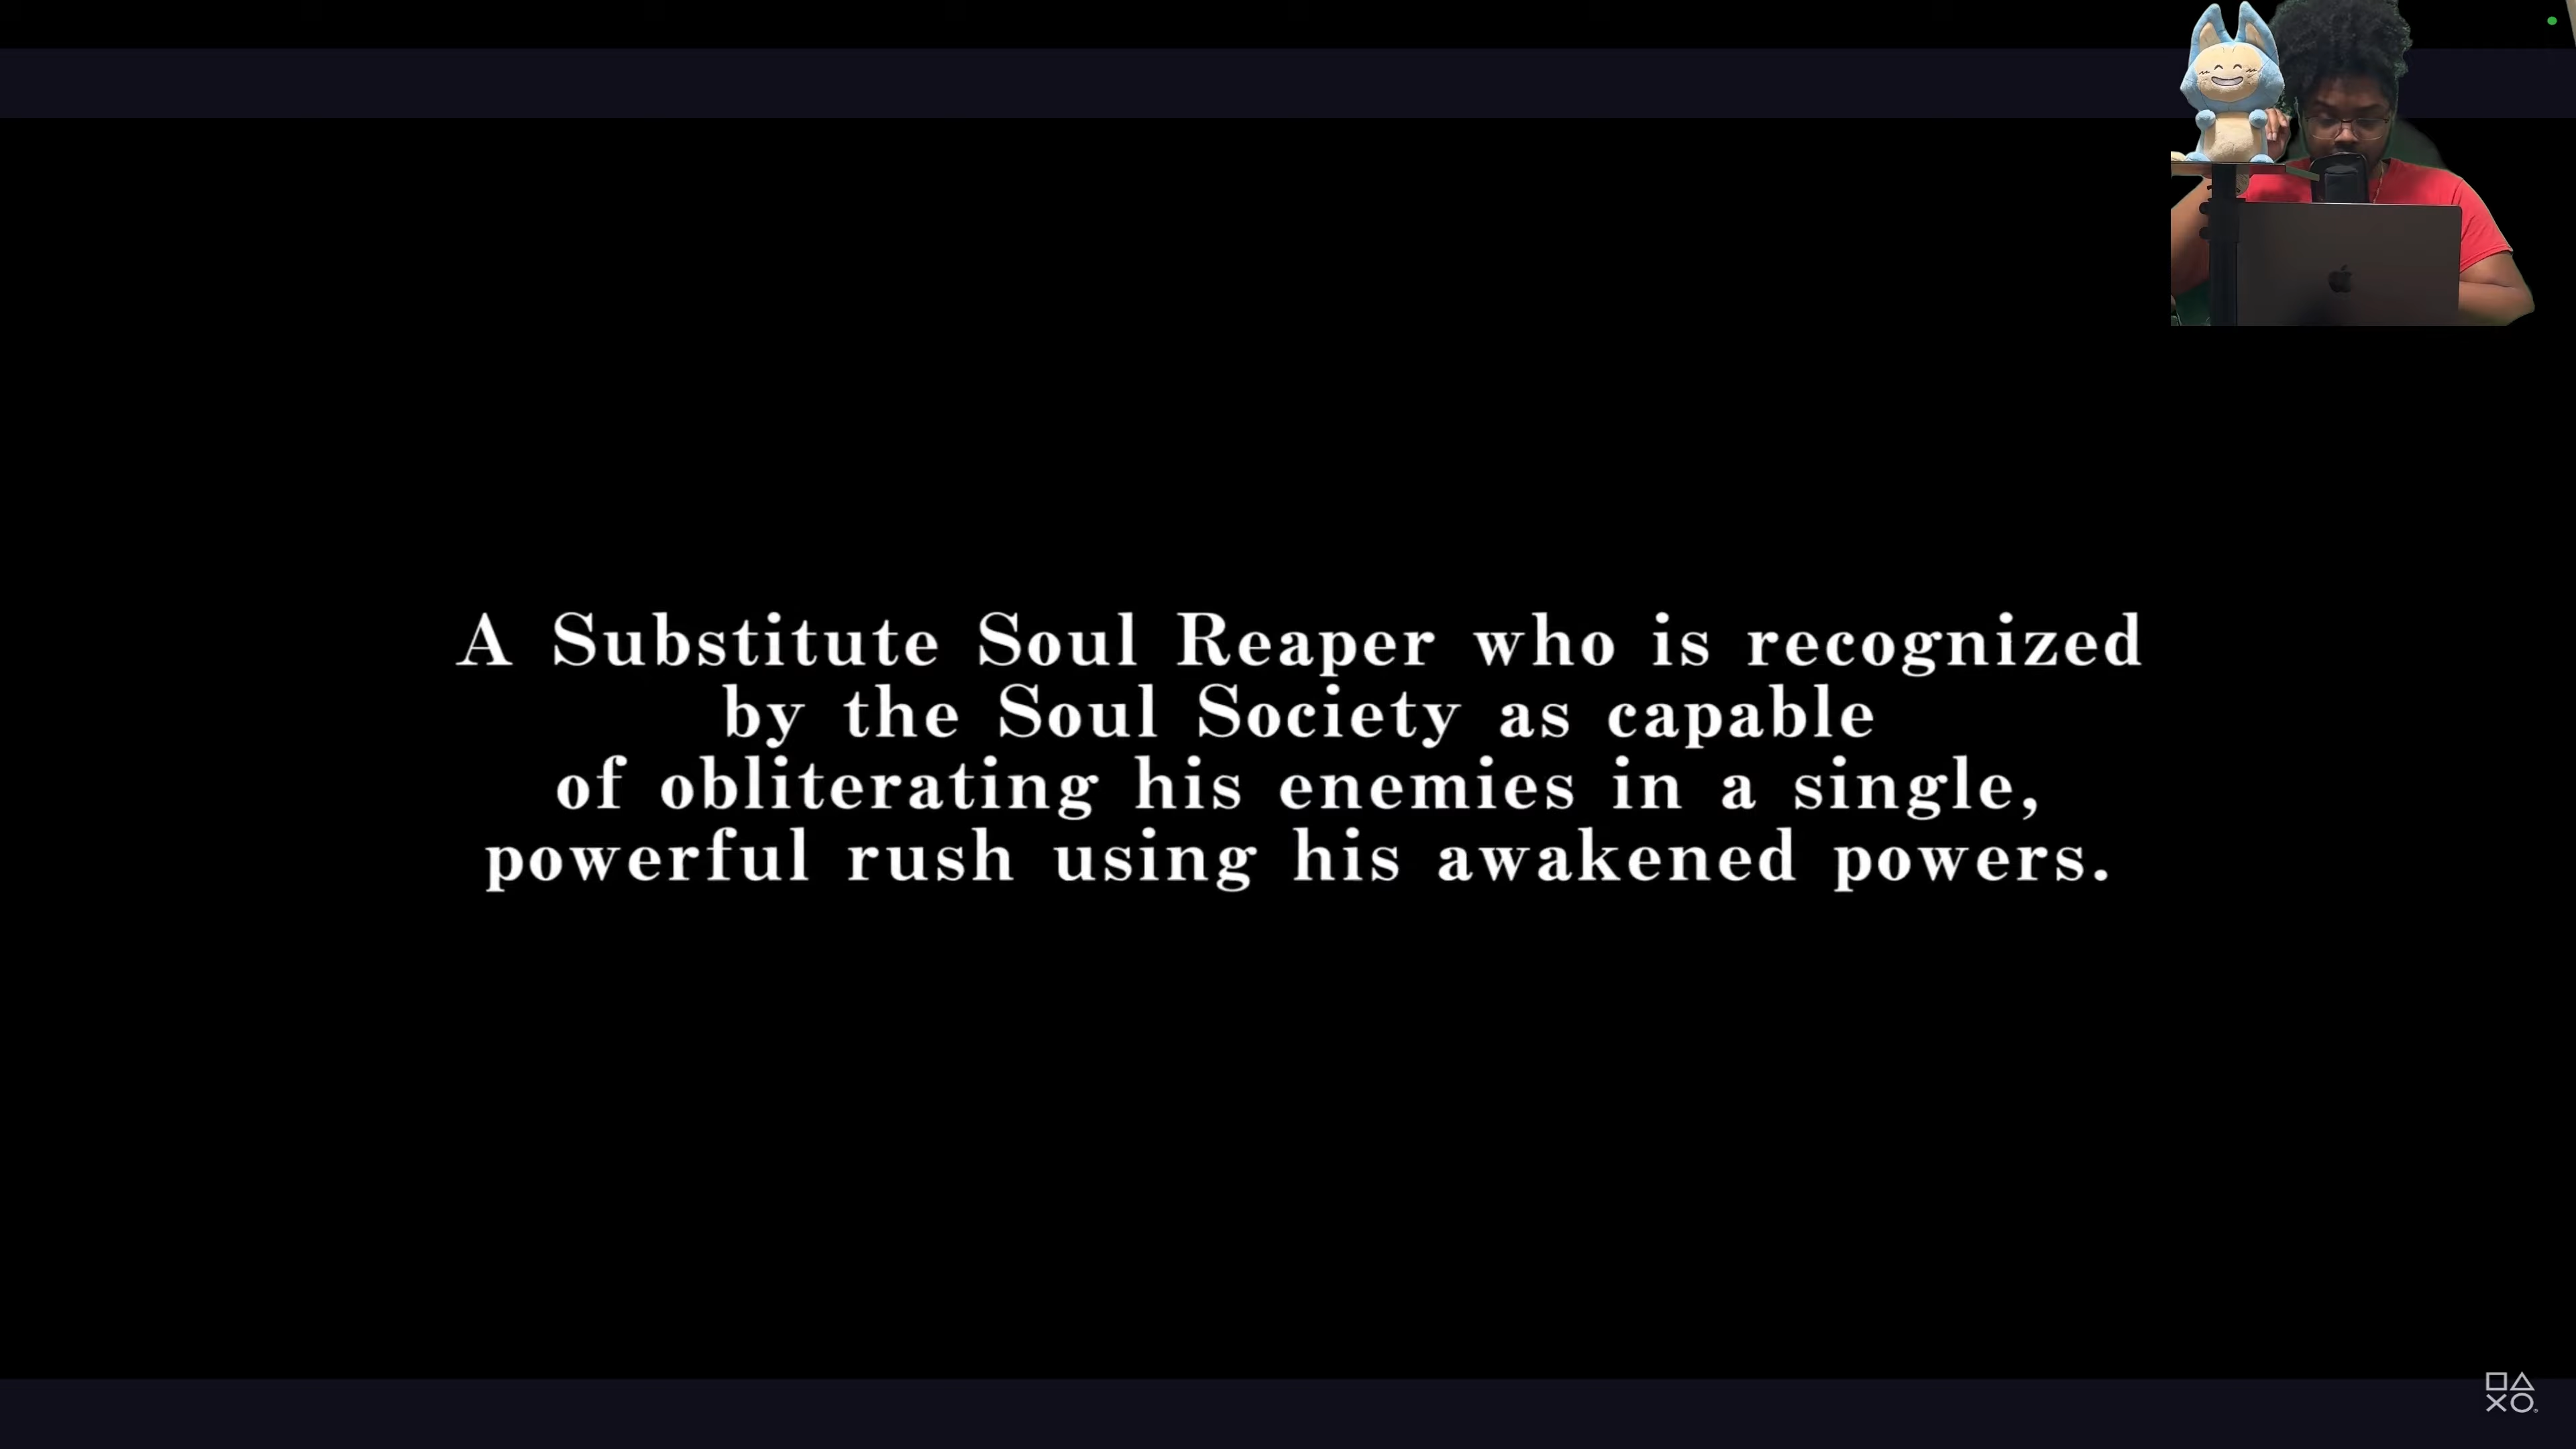 A Substitute Soul Reaper who is recognized
by the Soul Society as capable
of obliterating his enemies in a single,
powerful rush using his awakened powers.